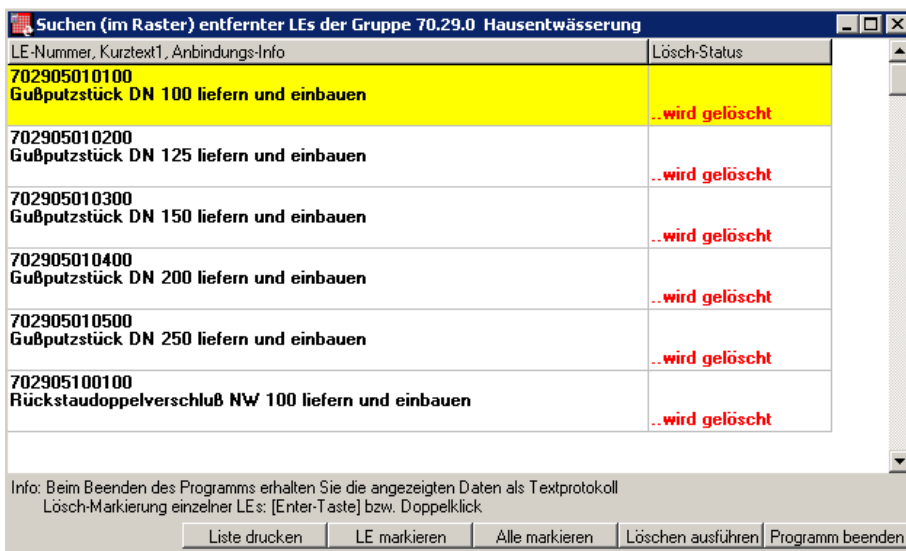 Suchen (im Raster) entfernter LEs der Gruppe 70.29.0 Hausentwässerung
LE-Nummer, Kurztext1, Anbindungs-Info Lösch-Status
702905010100
Gußputzstück DN 100 liefern und einbauen
..wird gelöscht
702905010200
Gußputzstück DN 125 liefern und einbauen
..wird gelöscht
702905010300
Gußputzstück DN 150 liefern und einbauen
..wird gelöscht
702905010400
Gußputzstück DN 200 liefern und einbauen
..wird gelöscht
702905010500
Gußputzstück DN 250 liefern und einbauen
..wird gelöscht
702905100100
Rückstaudoppelverschluß NW 100 liefern und einbauen
..wird gelöscht
Info: Beim Beenden des Programms erhalten Sie die angezeigten Daten als Textprotokoll
Lösch-Markierung einzelner LEs: [Enter-Taste] bzw. Doppelklick
Liste drucken LE markieren Alle markieren Löschen ausführen Programm beenden